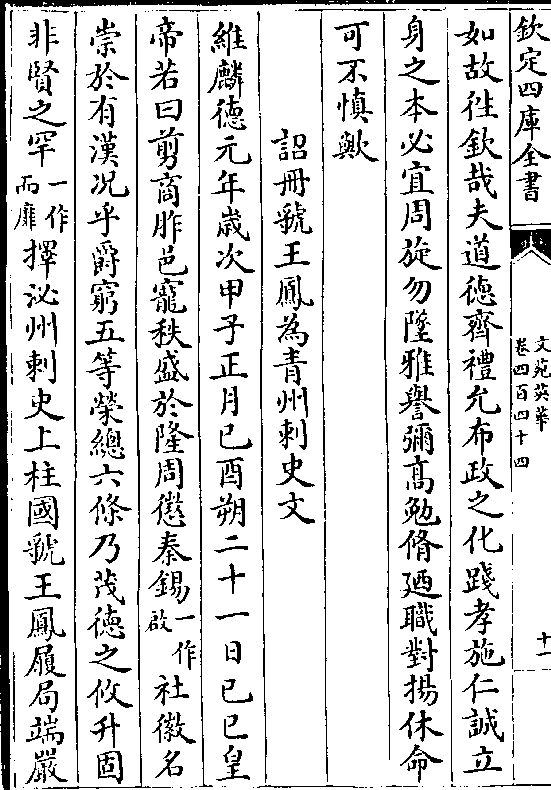 欽定四庫全書
文苑英華
卷四百四十四
十一
如故徃欽哉夫道德齊禮允布政之化踐孝施仁誠立
身之本必宜周旋勿墜雅譽彌髙勉脩廼職對揚休命
可不慎歟
詔冊虢王鳳為青州刺史文
維麟德元年歳次甲子正月己酉朔二十一日己巳皇
帝若曰剪商胙邑寵秩盛於隆周懲秦錫一作啟社徽名
崇於有漢况乎爵窮五等榮總六條乃茂德之攸升固
非賢之罕一作而靡擇泌州刺史上柱國虢王鳳履局端嚴